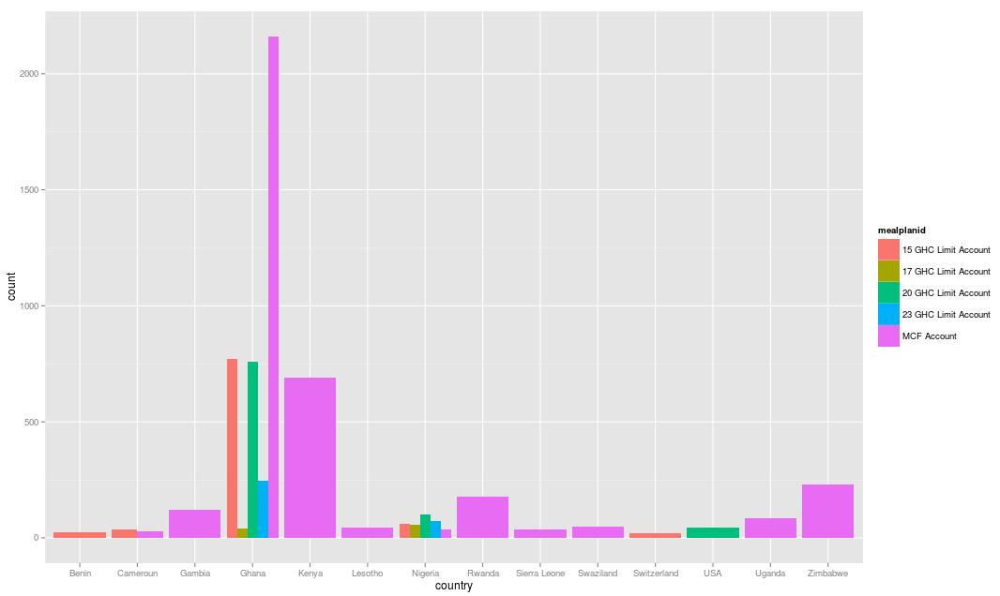 2000
1500
1000
500
0
count
Benin Cameroun Gambia Ghana Kenya Lesotho Nigeria Rwanda Sierra Leone Swaziland Switzerland USA Uganda Zimbabwe
country
mealplanid
15 GHC Limit Account
17 GHC Limit Account
20 GHC Limit Account
23 GHC Limit Account
MCF Account